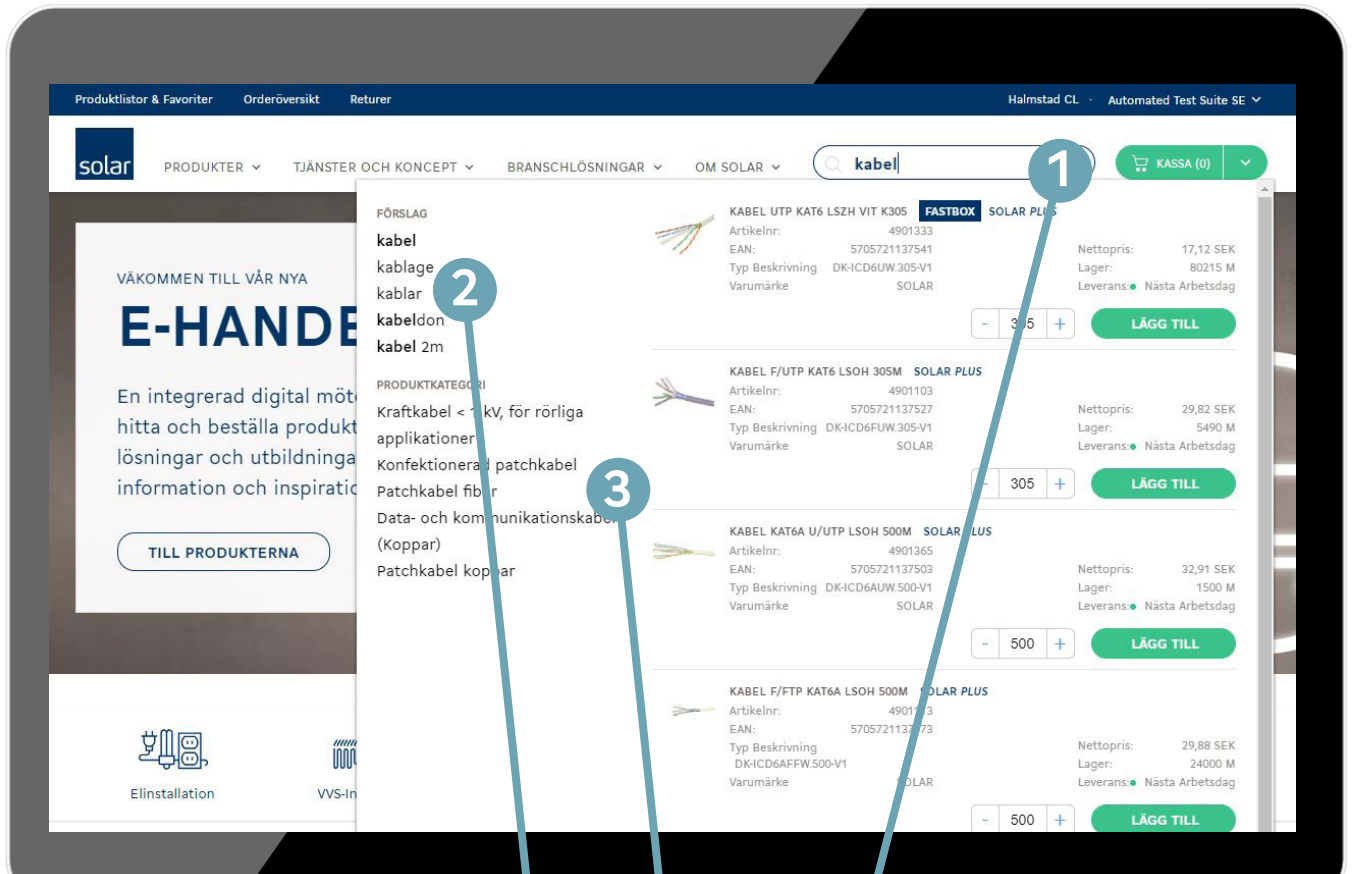 Produktlistor & Favoriter Orderöversikt Returer Halmstad CL - Automated Test Suite SE
solar PRODUKTER TJÄNSTER OCH KONCEPT BRANSCHLÖSNINGAR OM SOLAR kabel 1 KASSA (0)
VÄKOMMEN TILL VÅR NYA
E-HANDE
En integrerad digital möt
hitta och beställa produkt
lösningar och utbildninga
information och inspiratio
TILL PRODUKTERNA
Elinstallation
VVS-In
FÖRSLAG
kabel
kablage
kablar
kabeldon
kabel 2m
2
PRODUKTKATEGORI
Kraftkabel < 1 kV, för rörliga
applikationer
Konfektionerad patchkabel
Patchkabel fiber
Data- och kommunikationskabel
(Koppar)
Patchkabel koppar
3
KABEL UTP KAT6 LSZH VIT K305 FASTBOX SOLAR PLUS
Artikelnr: 4901333
EAN: 5705721137541
Typ Beskrivning DK-ICD6UW.305-V1
Varumärke SOLAR
Nettopris: 17,12 SEK
Lager: 80215 M
Leverans: Nästa Arbetsdag
- 305 + LÄGG TILL
KABEL F/UTP KAT6 LSOH 305M SOLAR PLUS
Artikelnr: 4901103
EAN: 5705721137527
Typ Beskrivning DK-ICD6FUW.305-V1
Varumärke SOLAR
Nettopris: 29,82 SEK
Lager: 5490 M
Leverans: Nästa Arbetsdag
- 305 + LÄGG TILL
KABEL KAT6A U/UTP LSOH 500M SOLAR PLUS
Artikelnr: 4901365
EAN: 5705721137503
Typ Beskrivning DK-ICD6AUW.500-V1
Varumärke SOLAR
Nettopris: 32,91 SEK
Lager: 1500 M
Leverans: Nästa Arbetsdag
- 500 + LÄGG TILL
KABEL F/FTP KAT6A LSOH 500M SOLAR PLUS
Artikelnr:
EAN:
Typ Beskrivning
DK-ICD6AFFW.500-V1
Varumärke SOLAR
Nettopris: 29,88 SEK
Lager: 24000 M
Leverans: Nästa Arbetsdag
- 500 + LÄGG TILL